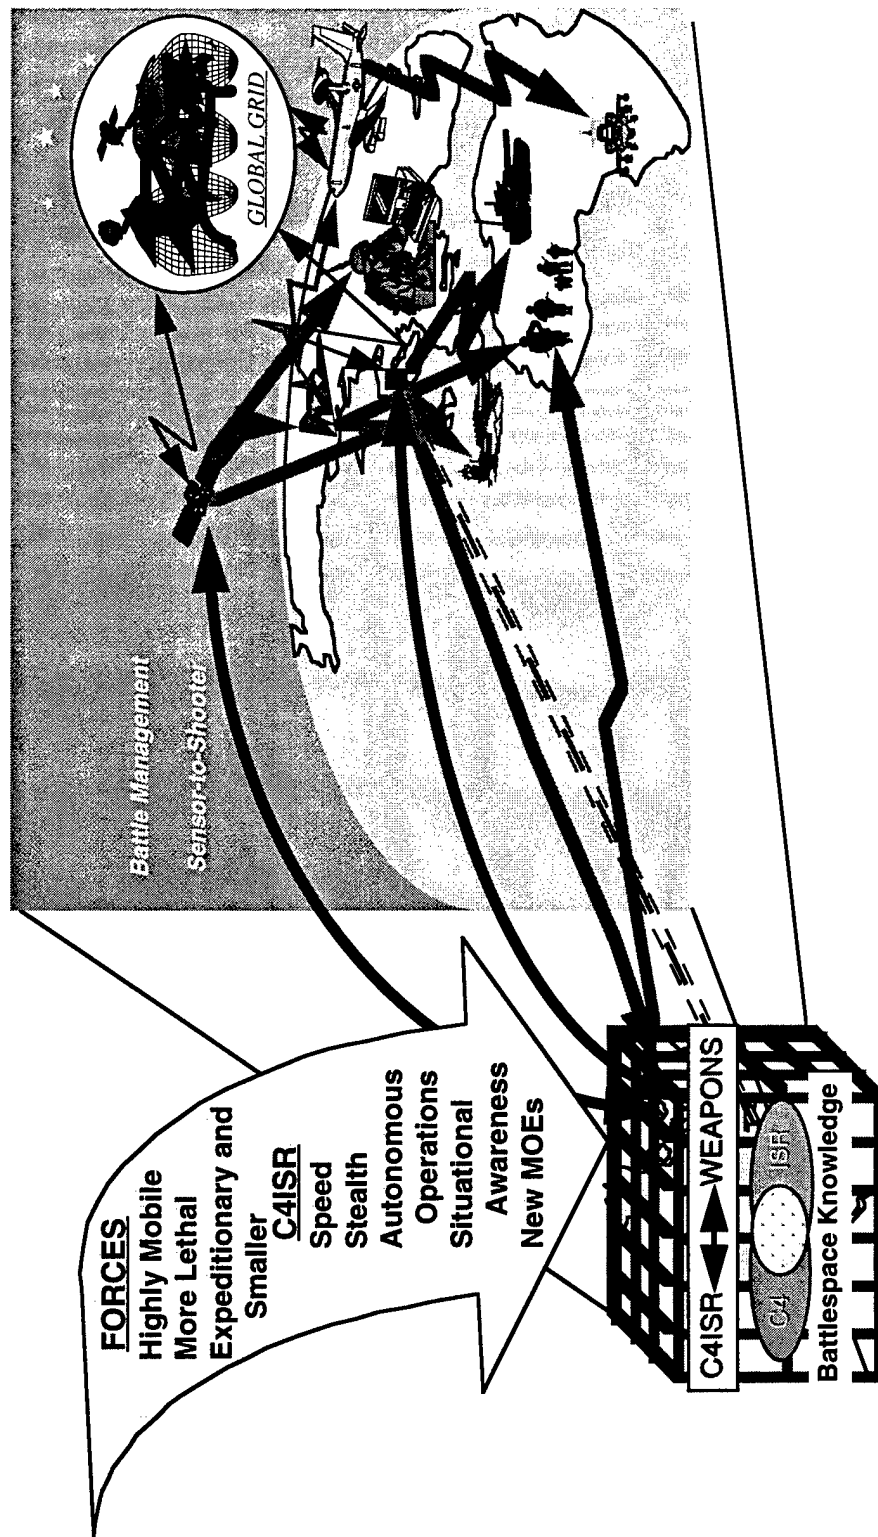 Battle Management
Sensor-to-Shooter
GLOBAL GRID
FORCES
Highly Mobile
More Lethal
Expeditionary and
Smaller
C4ISR
Speed
Stealth
Autonomous
Operations
Situational
Awareness
New MOEs
C4ISR WEAPONS
C4 ISR
Battlespace Knowledge